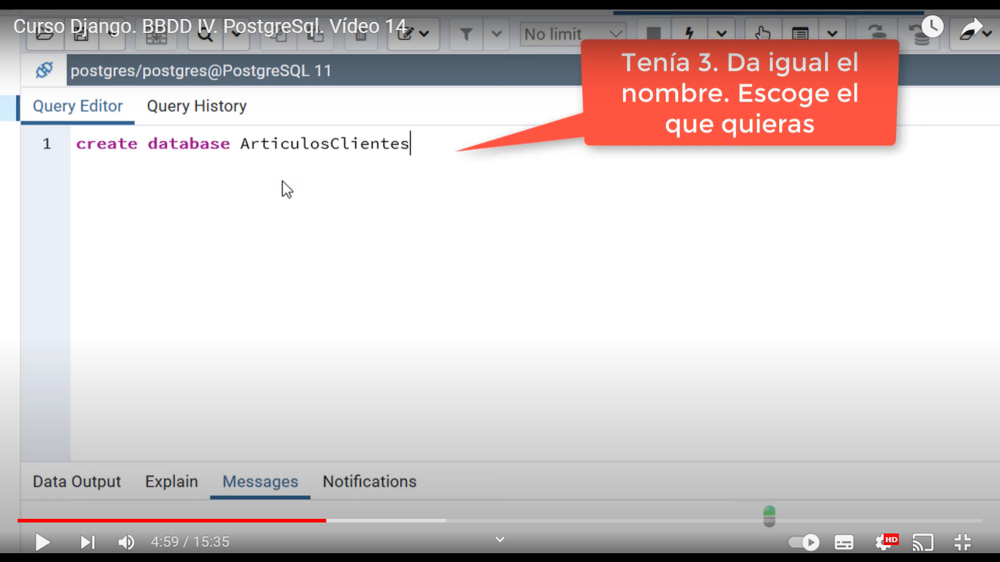 Curso Django. BBDD IV. PostgreSql. Vídeo 14
No limit
postgres/postgres@PostgreSQL 11
Tenía 3. Da igual el
nombre. Escoge el
que quieras
Query Editor Query History
1 create database ArticulosClientes
Data Output Explain Messages Notifications
4:59 / 15:35
HD